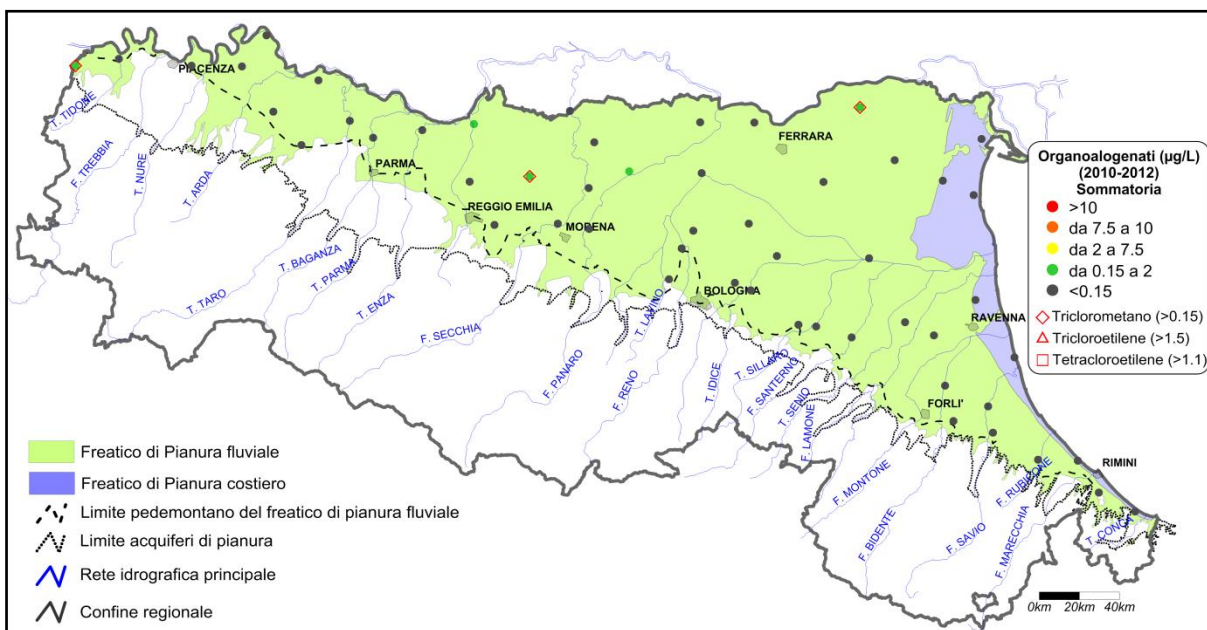 PIACENZA
T. TIDONE
F. TREBBIA
T. NURE
T. ARDA
PARMA
FERRARA
REGGIO EMILIA
MODENA
T. BAGANZA
T. PARMA
T. TARO
T. ENZA
F. SECCHIA
BOLOGNA
T. LAVINO
F. PANARO
F. RENO
T. IDICE
T. SILLARO
F. SANTERNO
T. SENIO
F. LAMONE
RAVENNA
FORLI'
RIMINI
F. MONTONE
F. BIDENTE
F. SAVIO
F. RUBICONE
F. MARECCHIA
T. CONCA
Organoalogenati (µg/L)
(2010-2012)
Sommatoria
>10
da 7.5 a 10
da 2 a 7.5
da 0.15 a 2
<0.15
Triclorometano (>0.15)
Tricloroetilene (>1.5)
Tetracloroetilene (>1.1)
Freatico di Pianura fluviale
Freatico di Pianura costiero
Limite pedemontano del freatico di pianura fluviale
Limite acquiferi di pianura
Rete idrografica principale
Confine regionale
0km 20km 40km